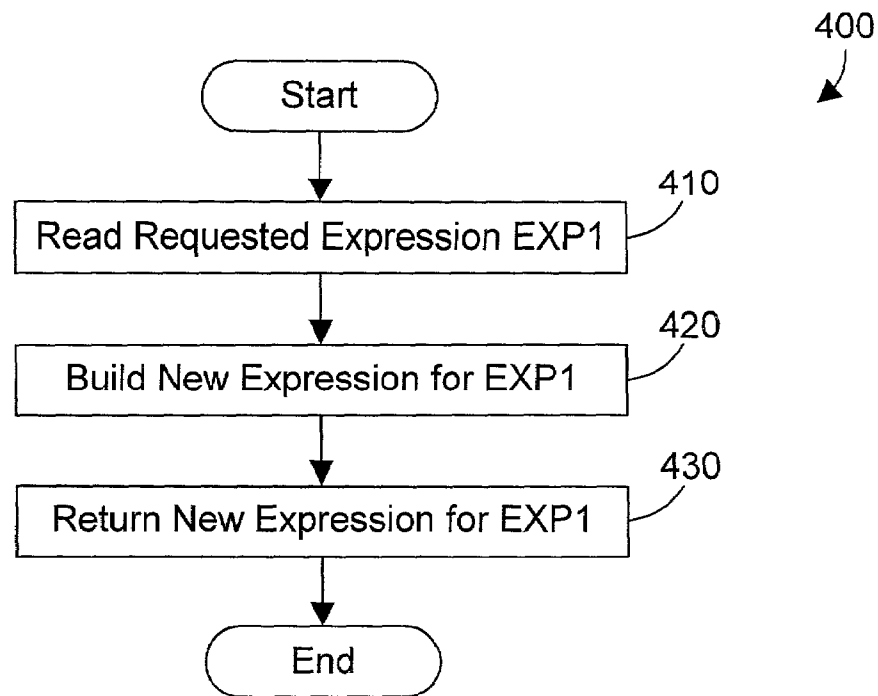 400
Start
410
Read Requested Expression EXP1
420
Build New Expression for EXP1
430
Return New Expression for EXP1
End